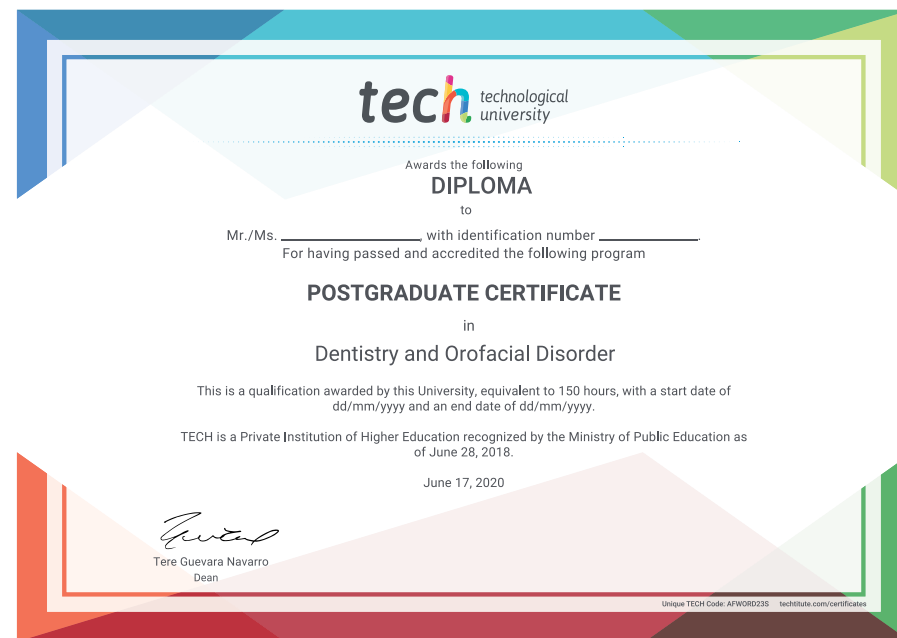 tech technological
university
Awards the following
DIPLOMA
to
Mr./Ms. ____________, with identification number ____________.
For having passed and accredited the following program
POSTGRADUATE CERTIFICATE
in
Dentistry and Orofacial Disorder
This is a qualification awarded by this University, equivalent to 150 hours, with a start date of
dd/mm/yyyy and an end date of dd/mm/yyyy.
TECH is a Private Institution of Higher Education recognized by the Ministry of Public Education as
of June 28, 2018.
June 17, 2020
Tere Guevara Navarro
Dean
Unique TECH Code: AFWORD23S techtitute.com/certificates